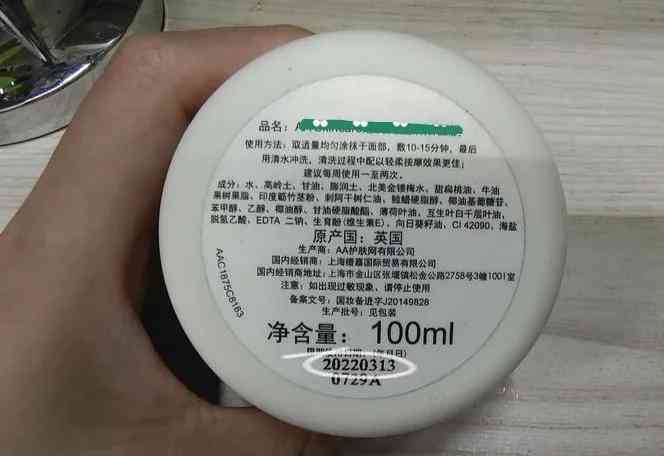 品名：
使用方法：取适量均匀涂抹于面部，敷10-15分钟，最后
用清水冲洗，清洗过程中配以轻柔按摩效果更佳；
建议每周使用一至两次。
成分：水、高岭土、甘油、膨润土、北美金缕梅水、甜扁桃油、牛油
果树果脂、印度簕竹茎粉、刺阿干树仁油、鲸蜡硬脂醇、椰油基葡糖苷、
苯甲醇、乙醇、椰油醇、甘油硬脂酸酯、薄荷叶油、互生叶白千层叶油、
脱氢乙酸、EDTA 二钠、生育酚(维生素E)、向日葵籽油、CI 42090、海盐
原产国：英国
生产商：AA护肤网有限公司
国内经销商：上海缙嘉国际贸易有限公司
国内经销商地址：上海市金山区张堰镇松金公路2758号3幢1001室
注意：如出现过敏现象、请停止使用
备案文号：国妆备进字J20149828
生产批号：见包装
净含量： 100ml
20220313
0729A
AAC1875C8183